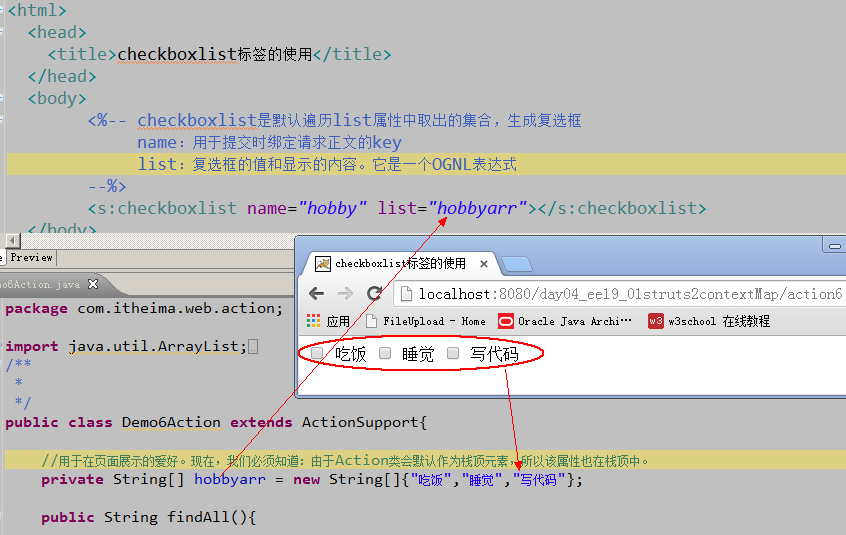 <html>
<head>
<title>checkboxlist标签的使用</title>
</head>
<body>
<%-- checkboxlist是默认遍历list属性中取出的集合，生成复选框
name：用于提交时绑定请求正文的key
list：复选框的值和显示的内容。它是一个OGNL表达式
--%>
<s:checkboxlist name="hobby" list="hobbyarr"></s:checkboxlist>
</body>
Preview
checkboxlist标签的使用
localhost:8080/day04_ee19_01struts2contextMap/action6
应用 FileUpload - Home Oracle Java Archi… w3 w3school 在线教程
吃饭 睡觉 写代码
mo6Action.java
package com.itheima.web.action;
import java.util.ArrayList;
/**
*
*/
public class Demo6Action extends ActionSupport{
//用于在页面展示的爱好。现在，我们必须知道：由于Action类会默认作为栈顶元素，所以该属性也在栈顶中。
private String[] hobbyarr = new String[]{"吃饭","睡觉","写代码"};
public String findAll(){